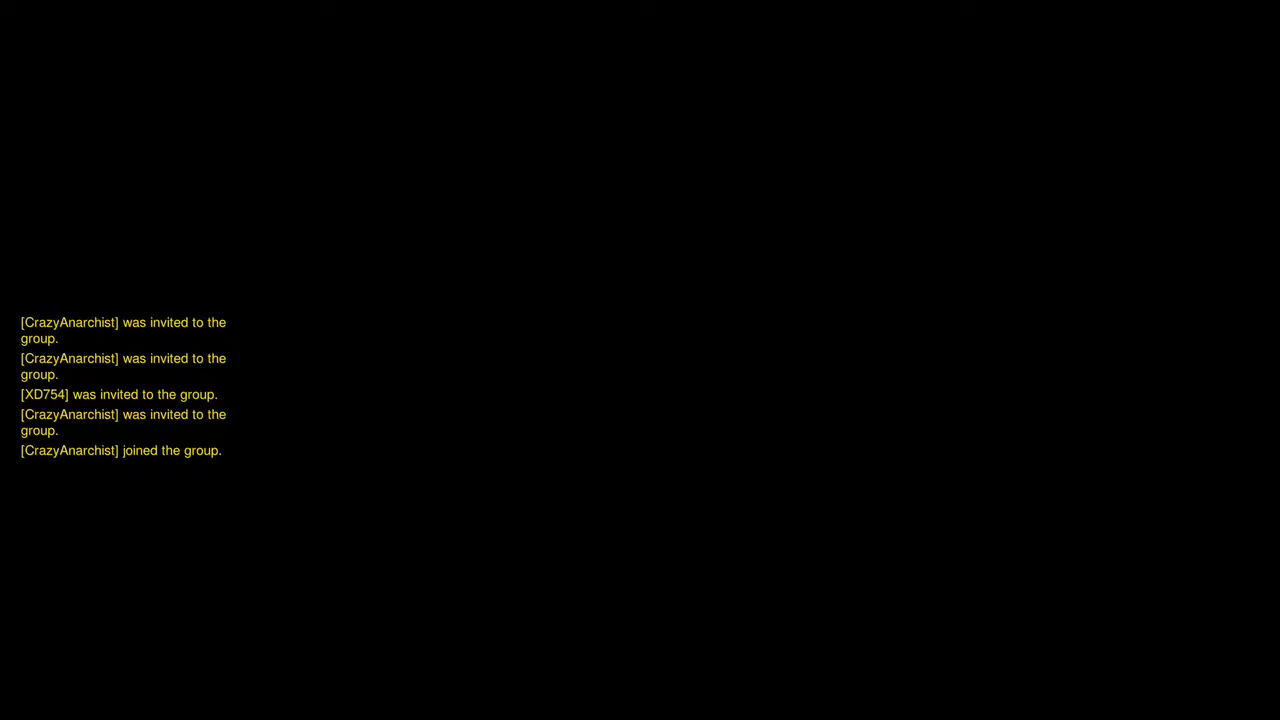 [CrazyAnarchist] was invited to the
group.
[CrazyAnarchist] was invited to the
group.
[XD754] was invited to the group.
[CrazyAnarchist] was invited to the
group.
[CrazyAnarchist] joined the group.